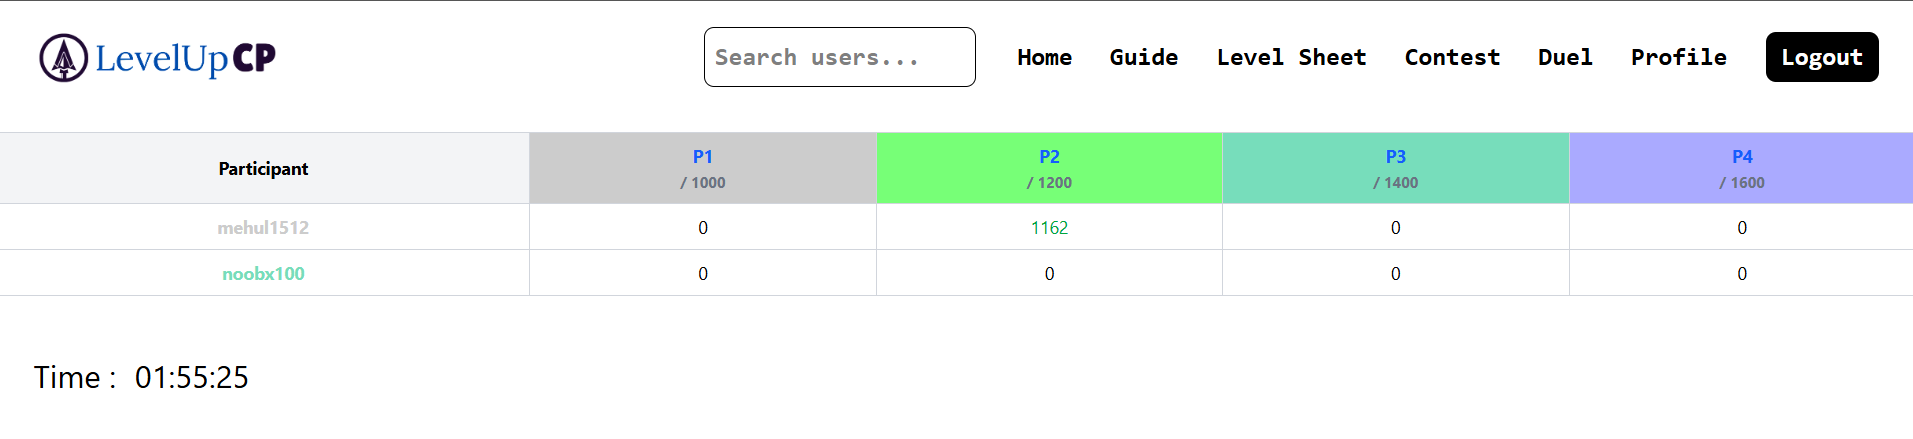 LevelUp CP Search users... Home Guide Level Sheet Contest Duel Profile Logout
Participant P1 P2 P3 P4
/ 1000 / 1200 / 1400 / 1600
mehul1512 0 1162 0 0
noobx100 0 0 0 0
Time : 01:55:25